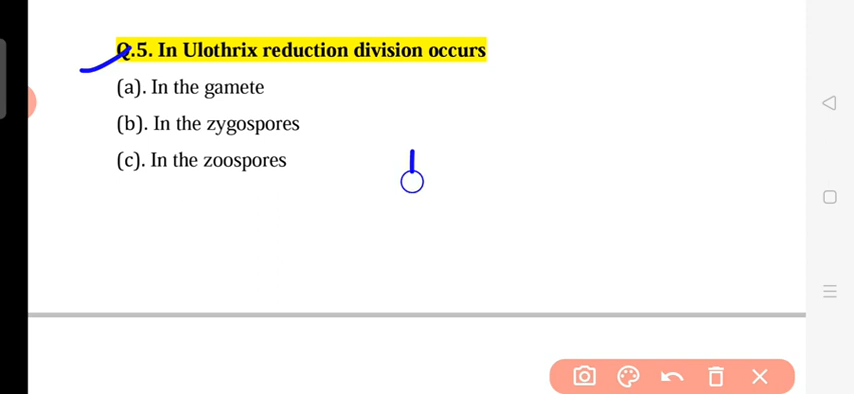 Q.5. In Ulothrix reduction division occurs
(a). In the gamete
(b). In the zygospores
(c). In the zoospores